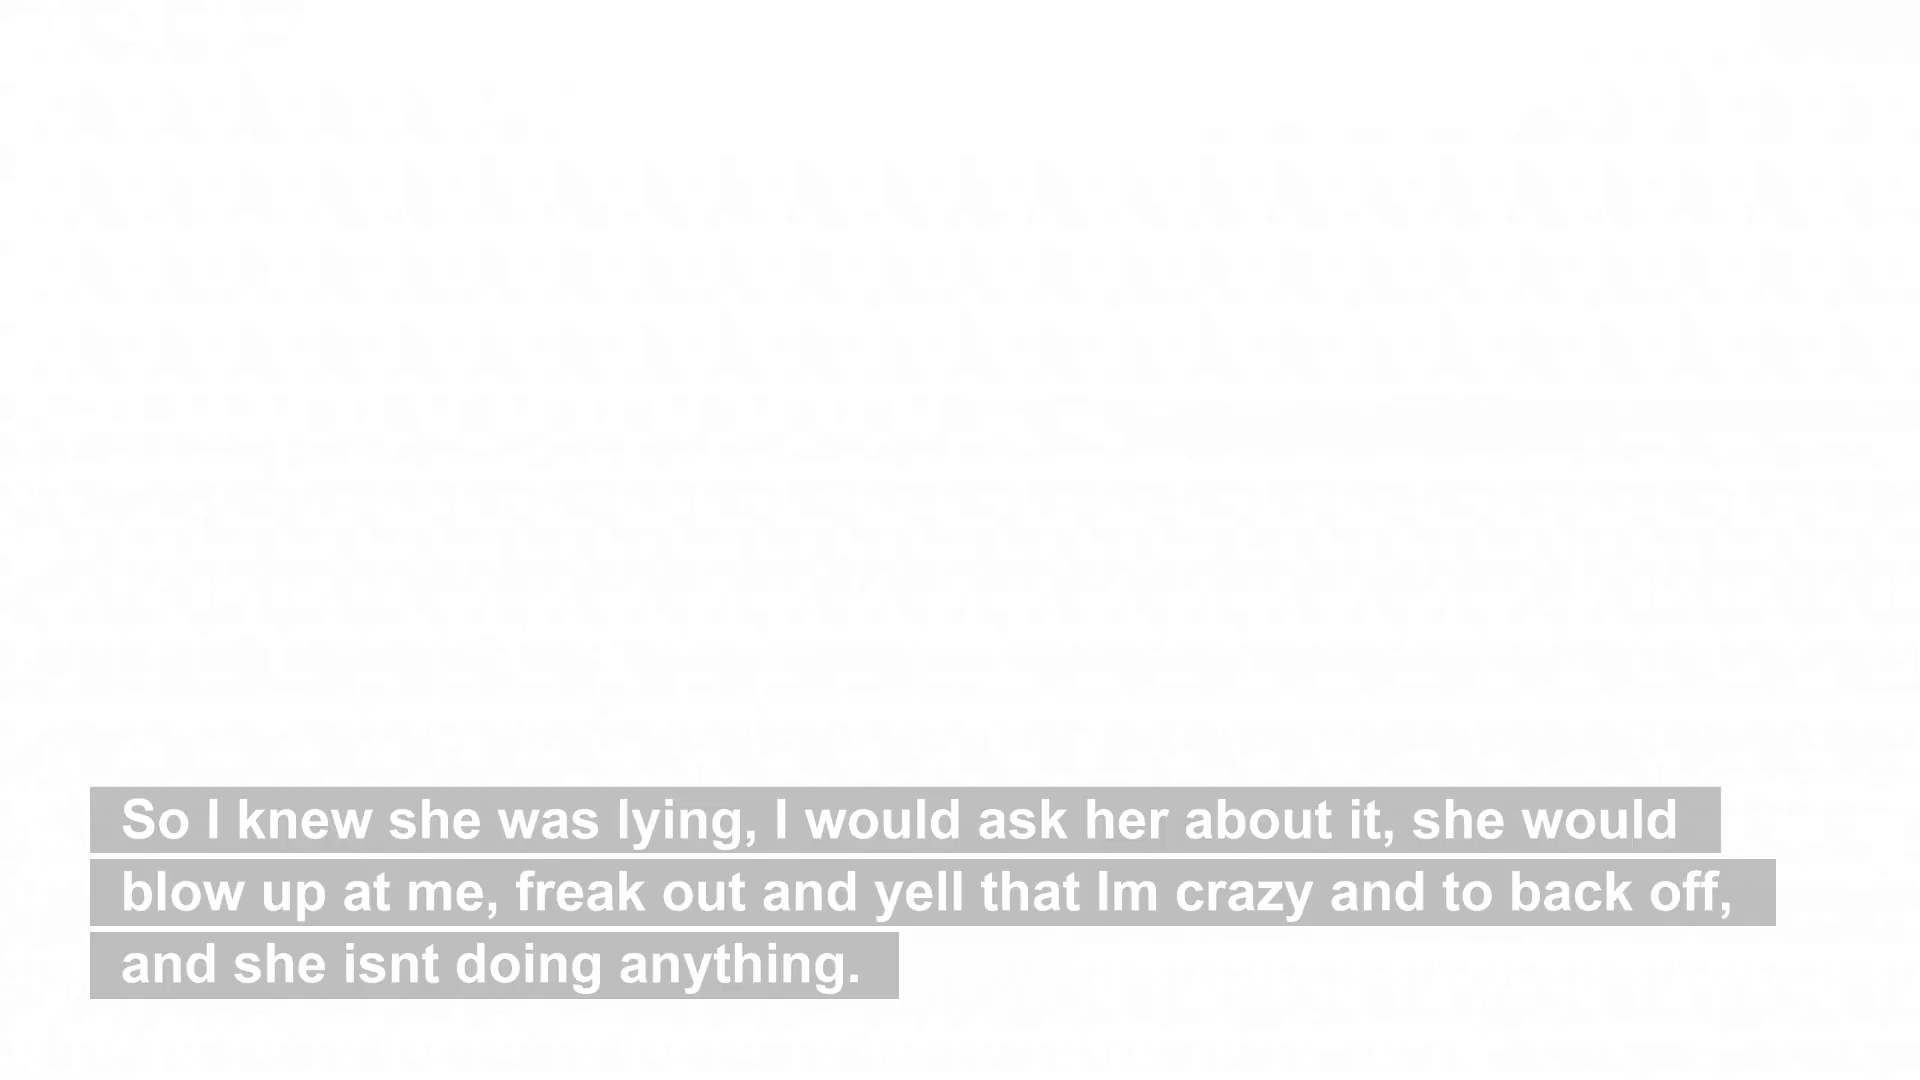 So I knew she was lying, I would ask her about it, she would
blow up at me, freak out and yell that Im crazy and to back off,
and she isnt doing anything.